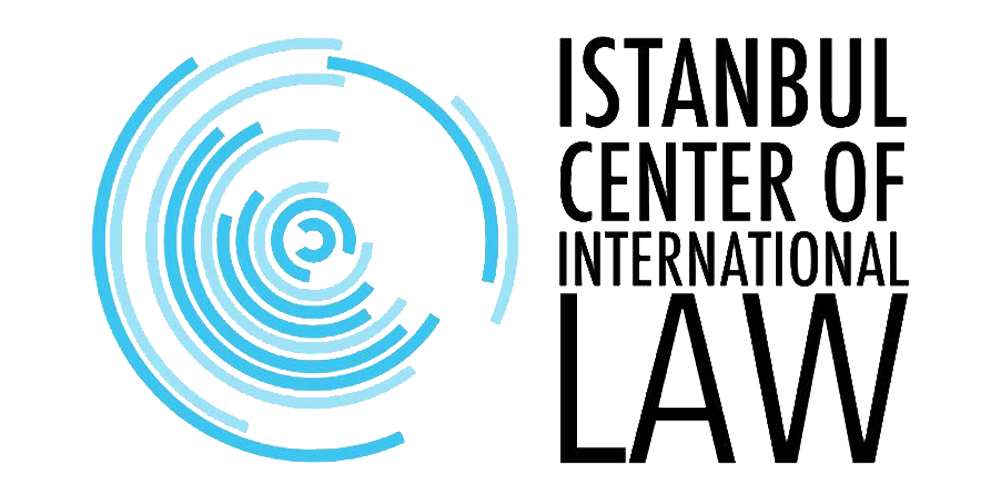 ISTANBUL
CENTER OF
INTERNATIONAL
LAW